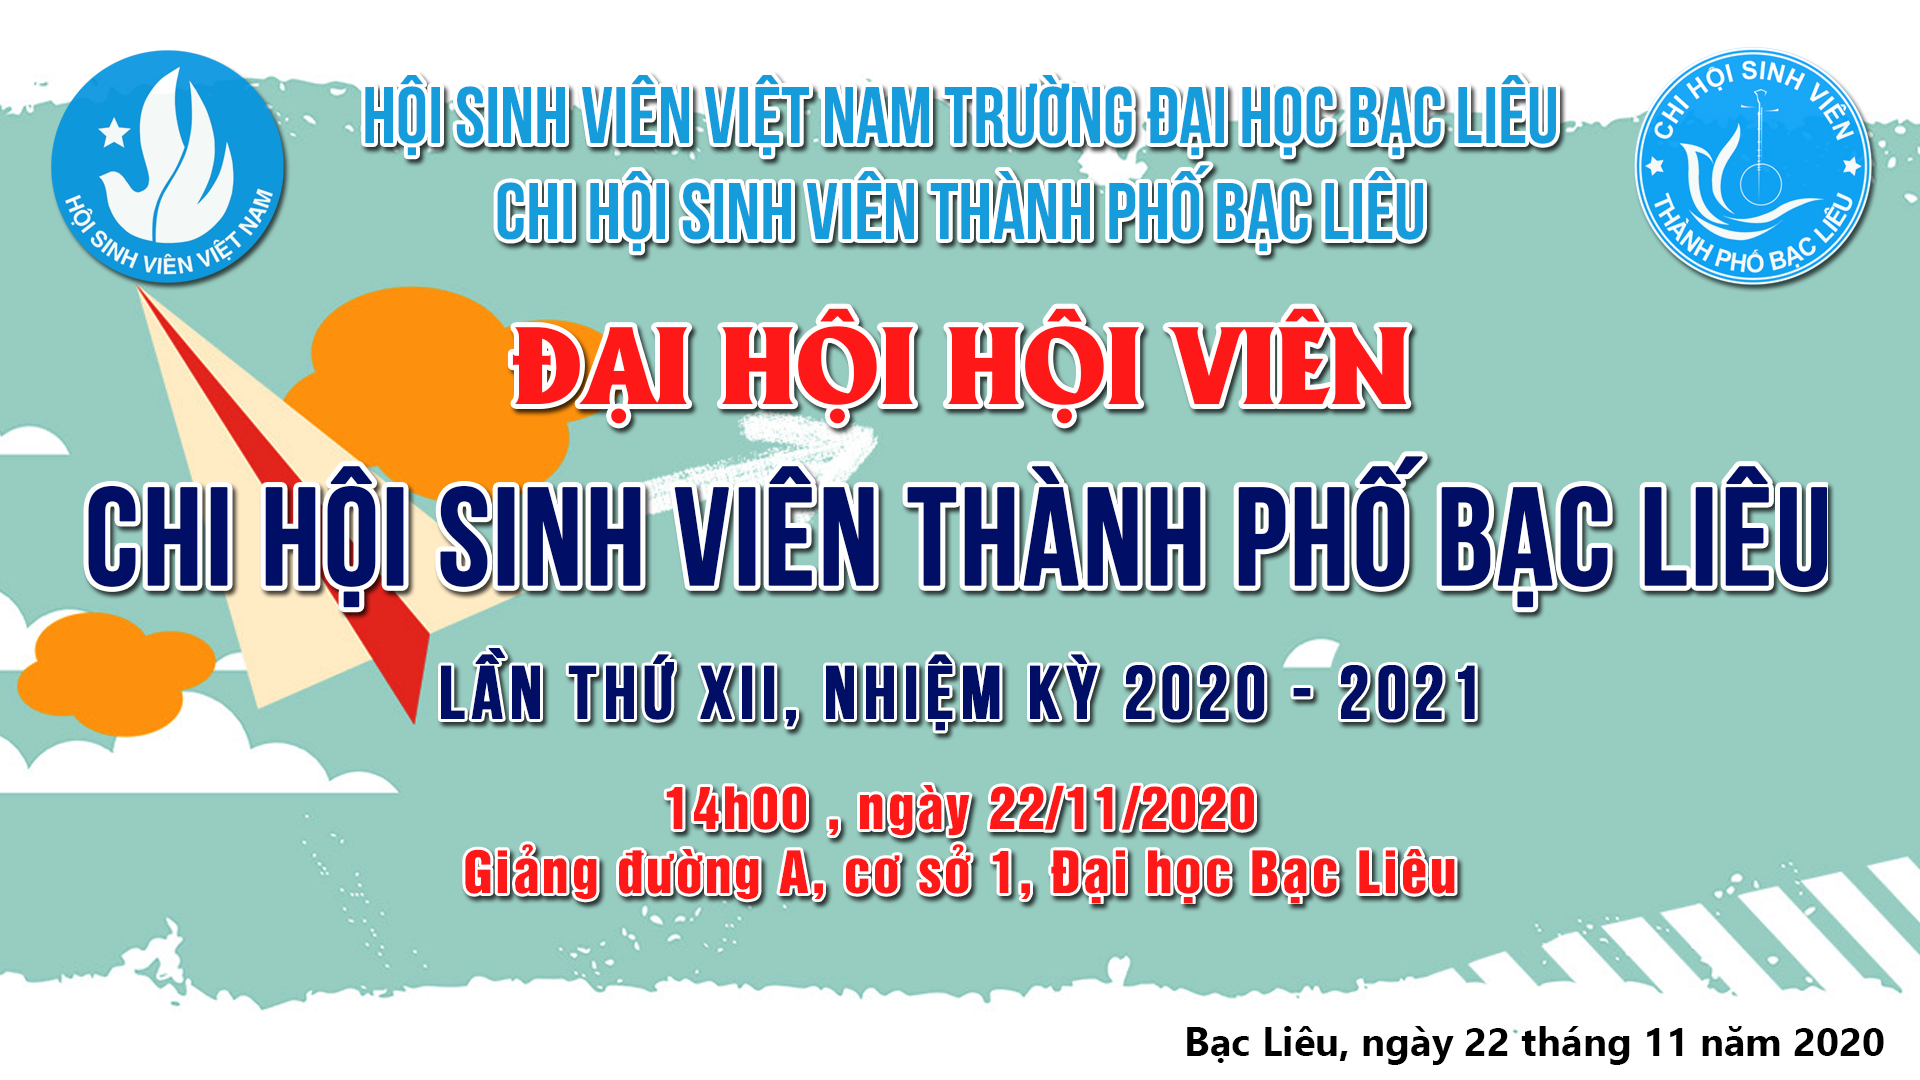 HỘI SINH VIÊN VIỆT NAM
HỘI SINH VIÊN VIỆT NAM TRƯỜNG ĐẠI HỌC BẠC LIÊU
CHI HỘI SINH VIÊN THÀNH PHỐ BẠC LIÊU
CHI HỘI SINH VIÊN
THÀNH PHỐ BẠC LIÊU
ĐẠI HỘI HỘI VIÊN
CHI HỘI SINH VIÊN THÀNH PHỐ BẠC LIÊU
LẦN THỨ XII, NHIỆM KỲ 2020 - 2021
14h00 , ngày 22/11/2020
Giảng đường A, cơ sở 1, Đại học Bạc Liêu
Bạc Liêu, ngày 22 tháng 11 năm 2020